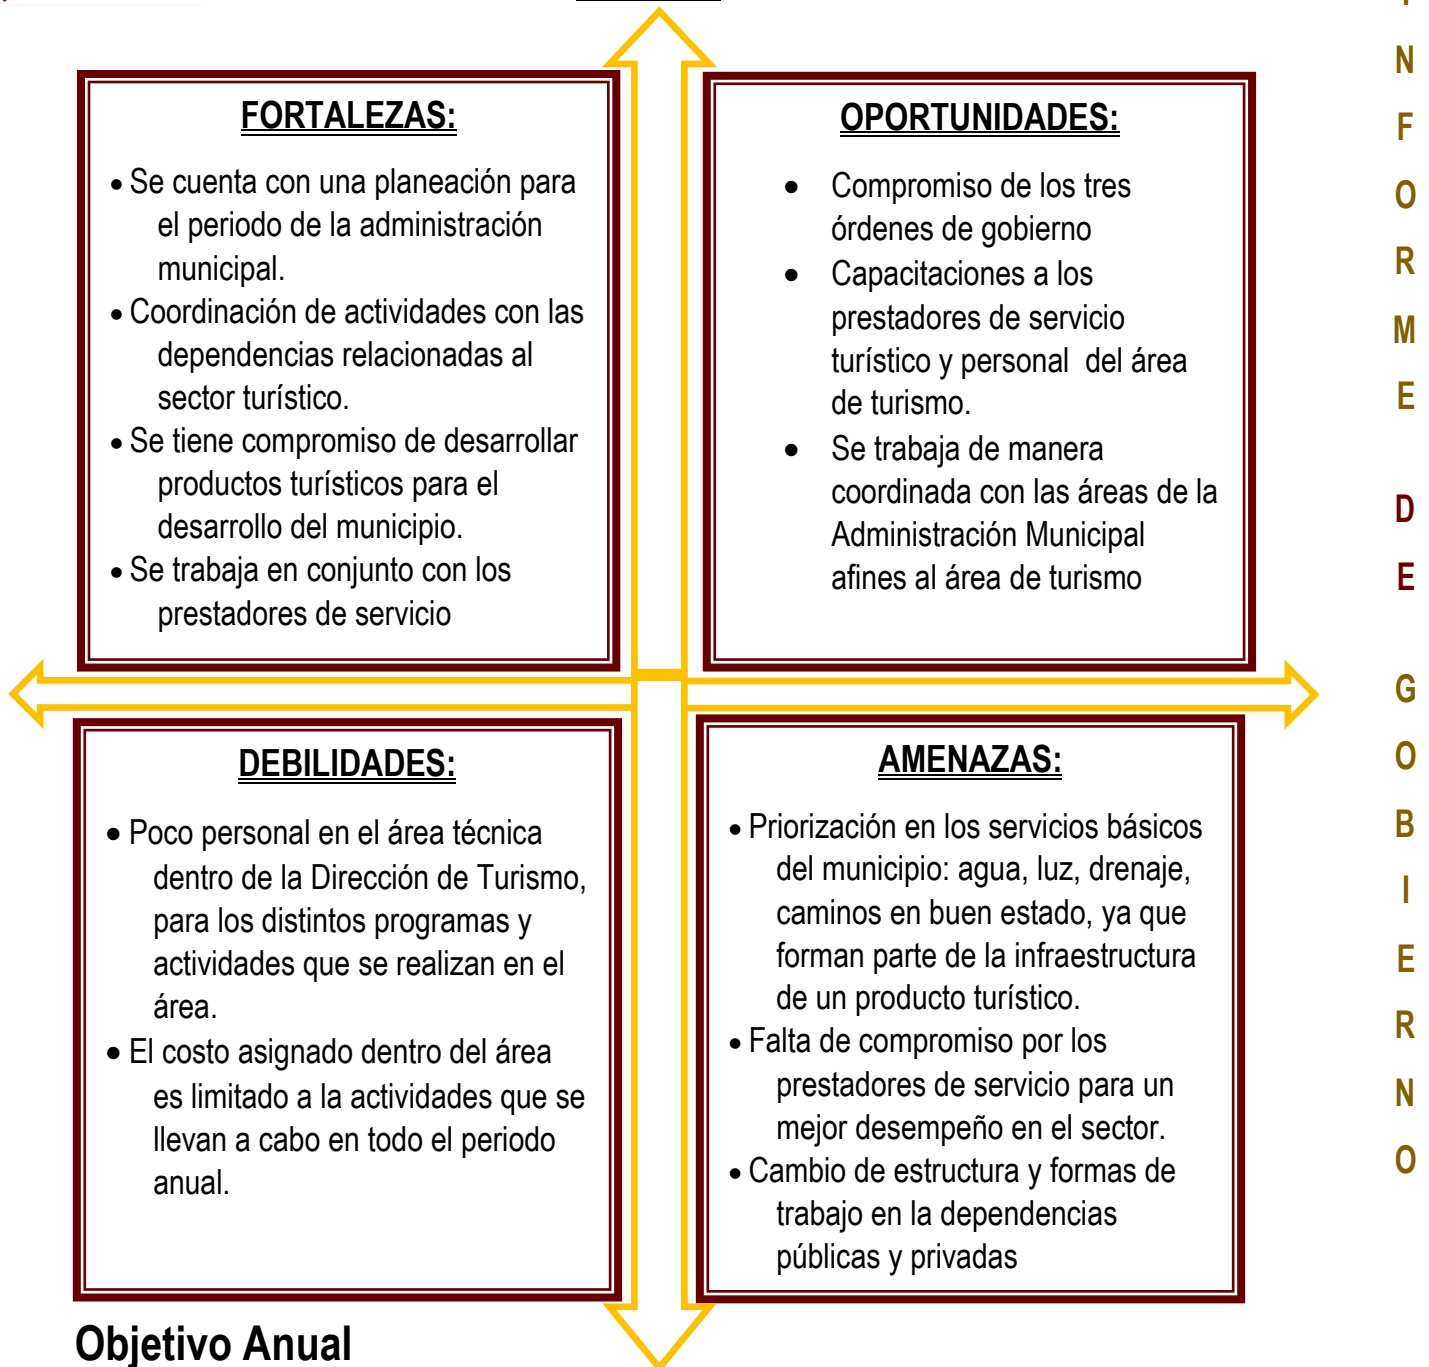 FORTALEZAS:
• Se cuenta con una planeación para
el periodo de la administración
municipal.
• Coordinación de actividades con las
dependencias relacionadas al
sector turístico.
• Se tiene compromiso de desarrollar
productos turísticos para el
desarrollo del municipio.
• Se trabaja en conjunto con los
prestadores de servicio
OPORTUNIDADES:
• Compromiso de los tres
órdenes de gobierno
• Capacitaciones a los
prestadores de servicio
turístico y personal del área
de turismo.
• Se trabaja de manera
coordinada con las áreas de la
Administración Municipal
afines al área de turismo
DEBILIDADES:
• Poco personal en el área técnica
dentro de la Dirección de Turismo,
para los distintos programas y
actividades que se realizan en el
área.
• El costo asignado dentro del área
es limitado a la actividades que se
llevan a cabo en todo el periodo
anual.
AMENAZAS:
• Priorización en los servicios básicos
del municipio: agua, luz, drenaje,
caminos en buen estado, ya que
forman parte de la infraestructura
de un producto turístico.
• Falta de compromiso por los
prestadores de servicio para un
mejor desempeño en el sector.
• Cambio de estructura y formas de
trabajo en la dependencias
públicas y privadas
Objetivo Anual
I
N
F
O
R
M
E
D
E
G
O
B
I
E
R
N
O